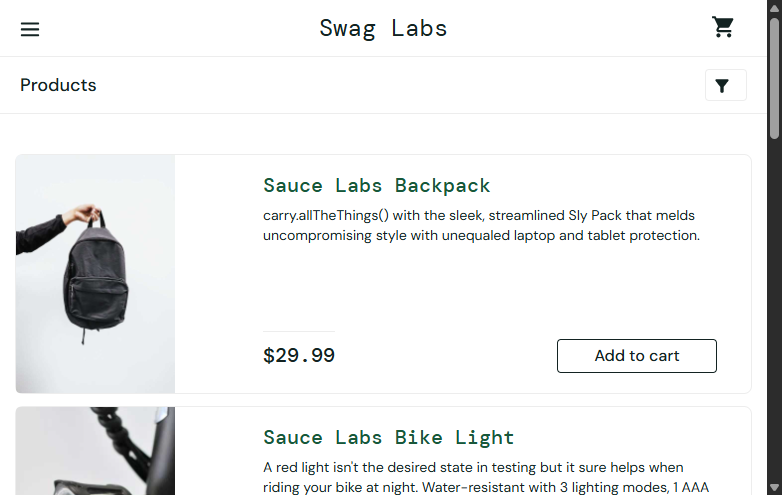 Swag Labs
Products
Sauce Labs Backpack
carry.allTheThings() with the sleek, streamlined Sly Pack that melds
uncompromising style with unequaled laptop and tablet protection.
$29.99
Add to cart
Sauce Labs Bike Light
A red light isn't the desired state in testing but it sure helps when
riding your bike at night. Water-resistant with 3 lighting modes, 1 AAA